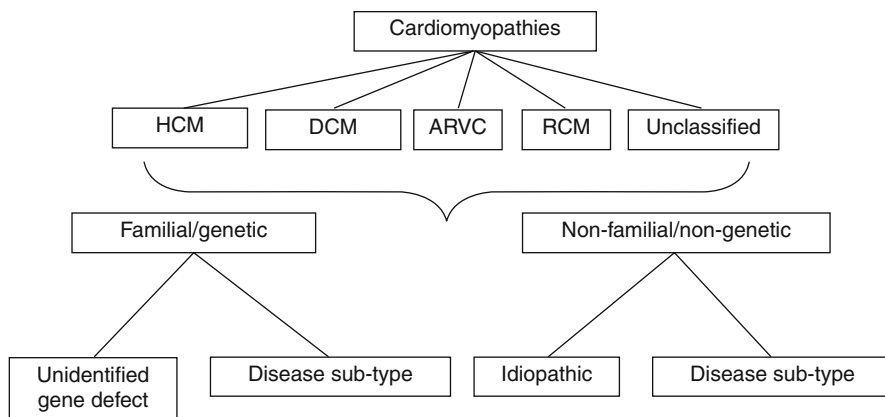 Cardiomyopathies
HCM
DCM
ARVC
RCM
Unclassified
Familial/genetic
Non-familial/non-genetic
Unidentified
gene defect
Disease sub-type
Idiopathic
Disease sub-type